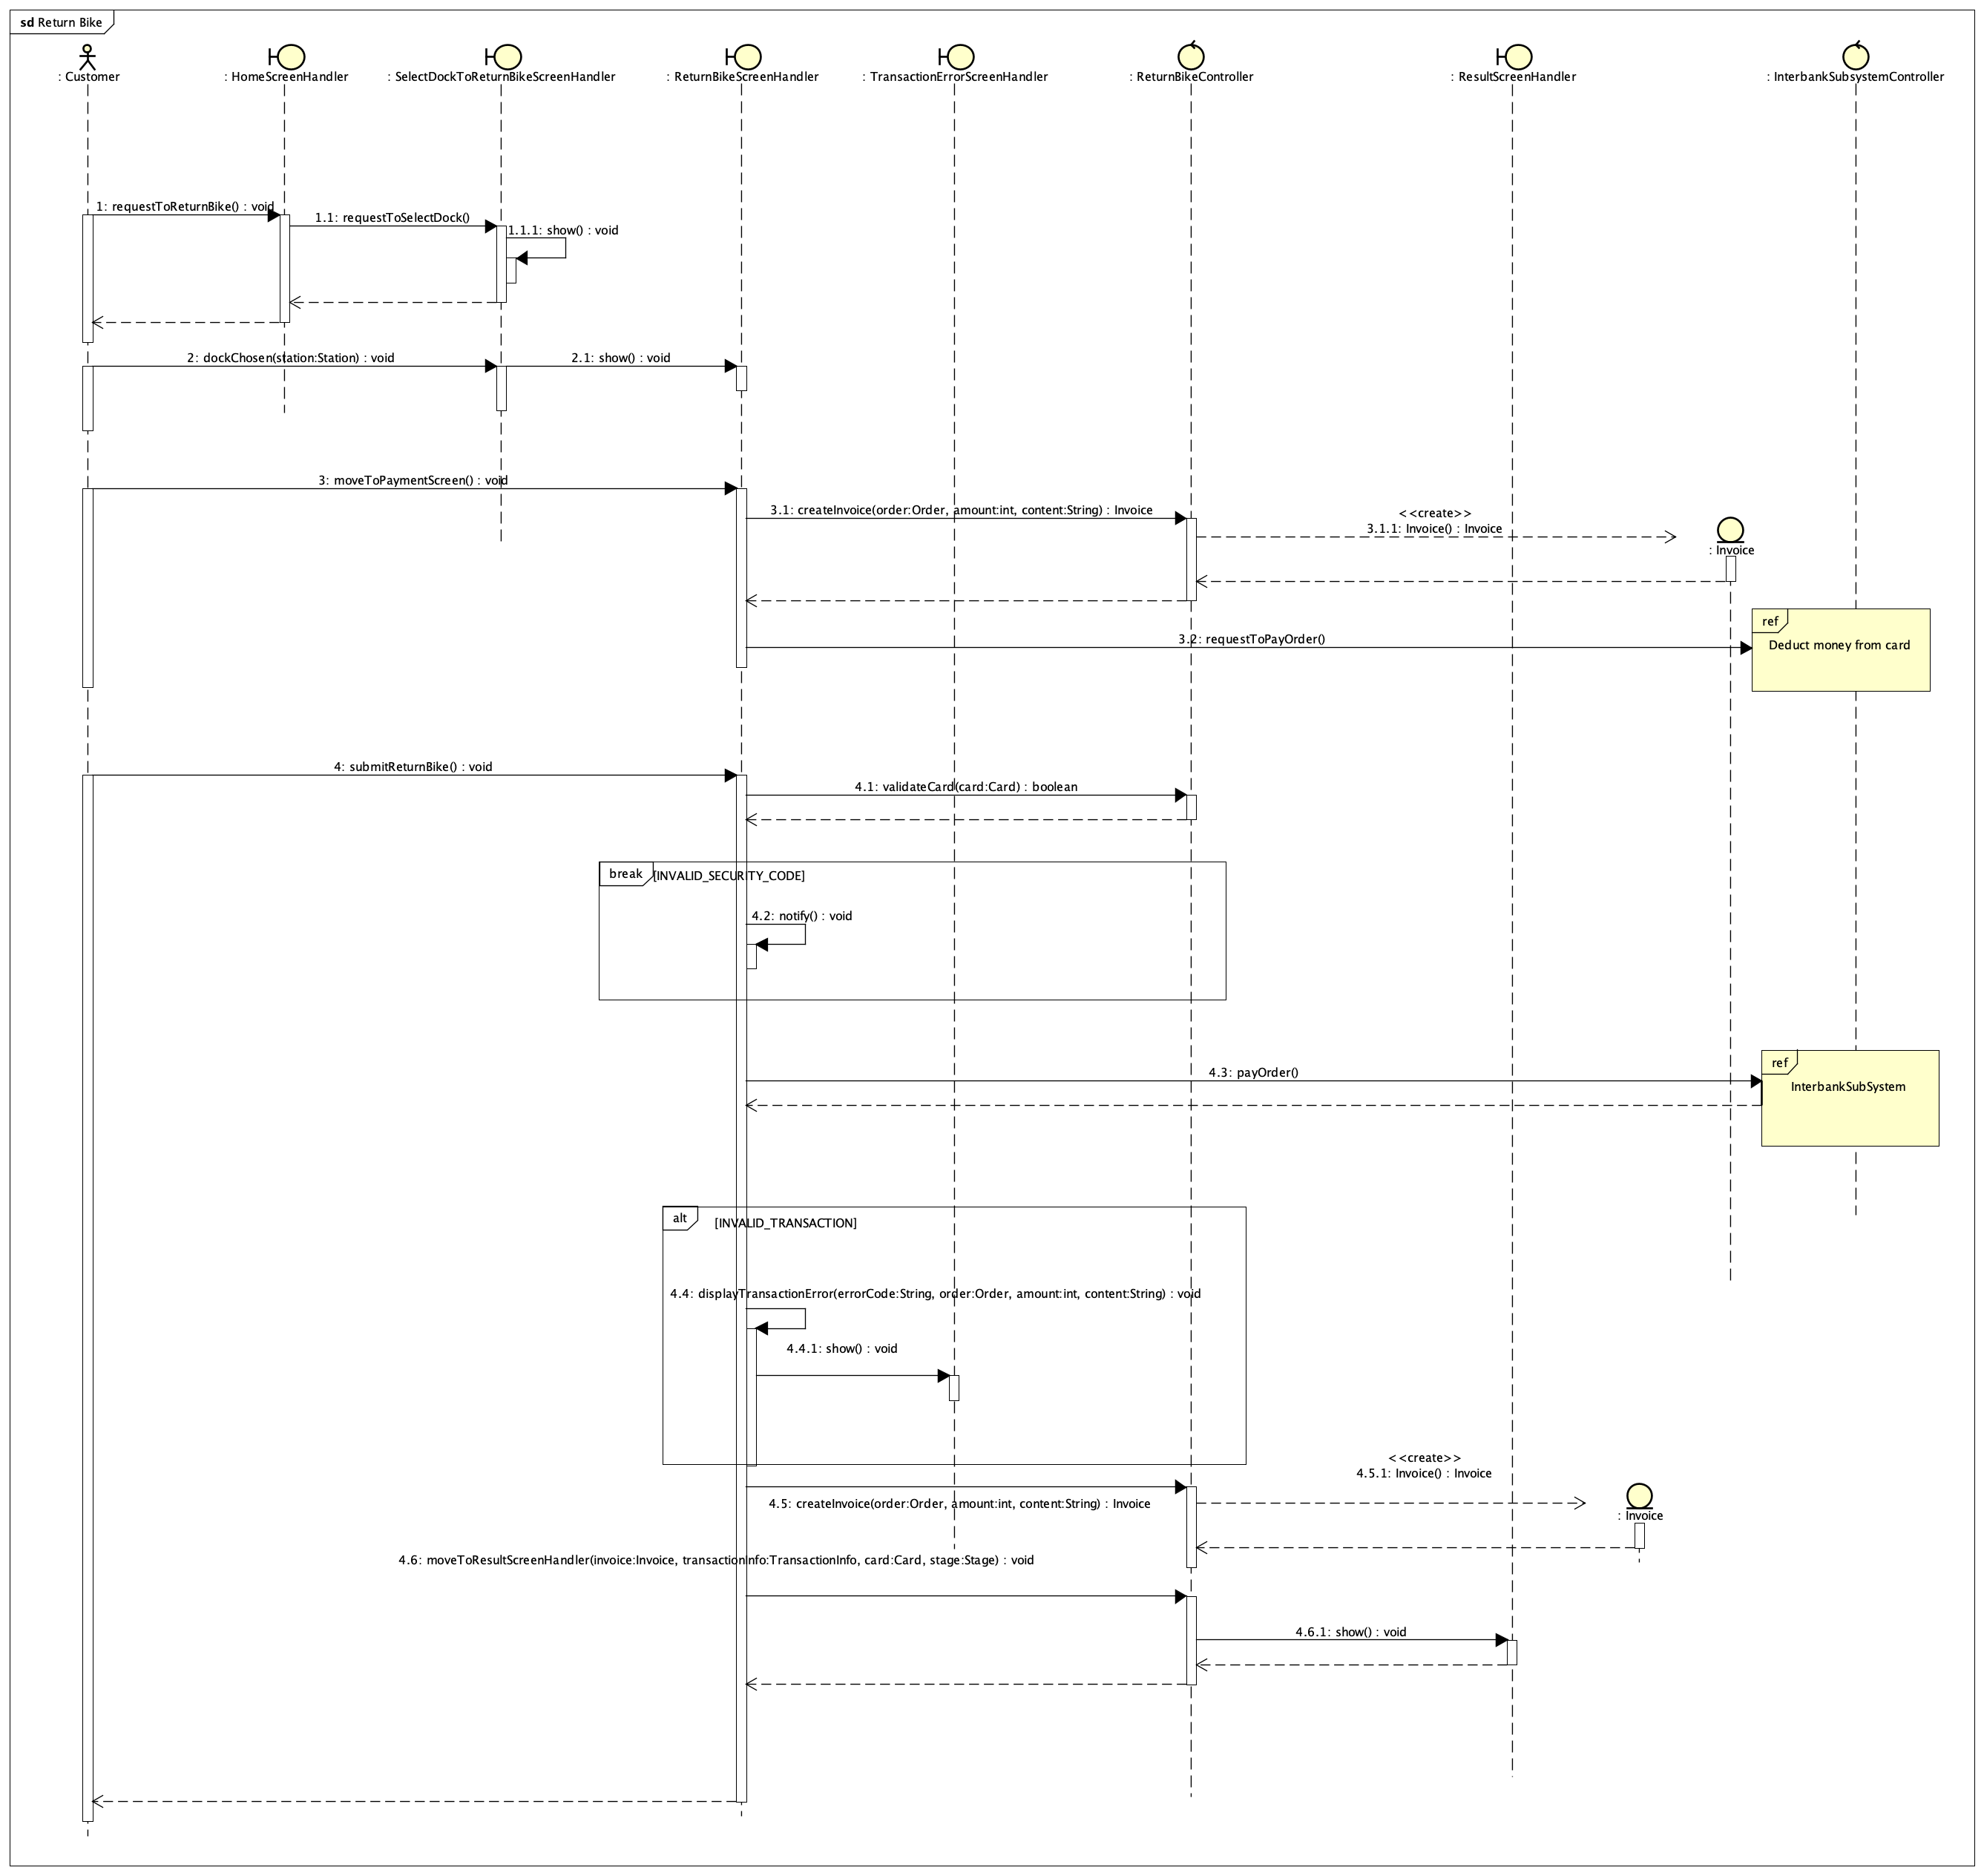 sd Return Bike
: Customer
: HomeScreenHandler
: SelectDockToReturnBikeScreenHandler
: ReturnBikeScreenHandler
: TransactionErrorScreenHandler
: ReturnBikeController
: ResultScreenHandler
: InterbankSubsystemController
1: requestToReturnBike() : void
1.1: requestToSelectDock()
1.1.1: show() : void
2: dockChosen(station:Station) : void
2.1: show() : void
3: moveToPaymentScreen() : void
3.1: createInvoice(order:Order, amount:int, content:String) : Invoice
<<create>>
3.1.1: Invoice() : Invoice
: Invoice
ref
Deduct money from card
3.2: requestToPayOrder()
4: submitReturnBike() : void
4.1: validateCard(card:Card) : boolean
break
[INVALID_SECURITY_CODE]
4.2: notify() : void
ref
InterbankSubSystem
4.3: payOrder()
alt
[INVALID_TRANSACTION]
4.4: displayTransactionError(errorCode:String, order:Order, amount:int, content:String) : void
4.4.1: show() : void
<<create>>
4.5.1: Invoice() : Invoice
4.5: createInvoice(order:Order, amount:int, content:String) : Invoice
: Invoice
4.6: moveToResultScreenHandler(invoice:Invoice, transactionInfo:TransactionInfo, card:Card, stage:Stage) : void
4.6.1: show() : void